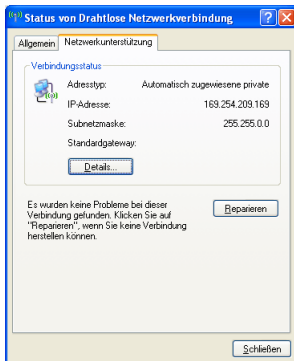 Status von Drahtlose Netzwerkverbindung
Allgemein Netzwerkunterstützung
Verbindungsstatus
Adresstyp: Automatisch zugewiesene private
IP-Adresse: 169.254.209.169
Subnetzmaske: 255.255.0.0
Standardgateway:
Details...
Es wurden keine Probleme bei dieser
Verbindung gefunden. Klicken Sie auf
"Reparieren", wenn Sie keine Verbindung
herstellen können.
Reparieren
Schließen